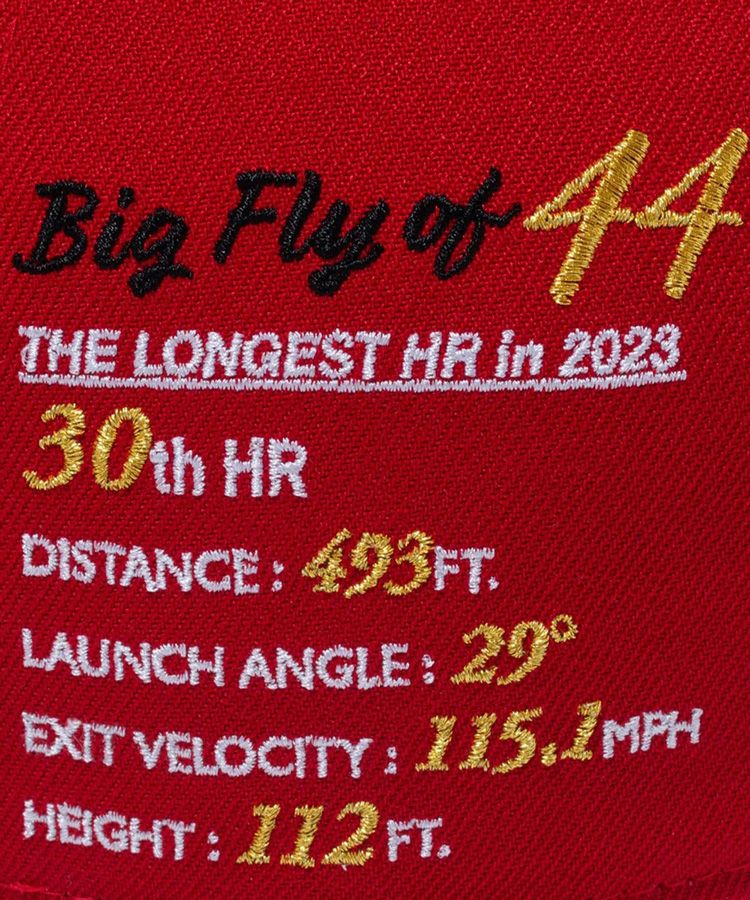 Big Fly of 44
THE LONGEST HR in 2023
30th HR
DISTANCE : 493FT.
LAUNCH ANGLE : 29°
EXIT VELOCITY : 115.1MPH
HEIGHT : 112FT.